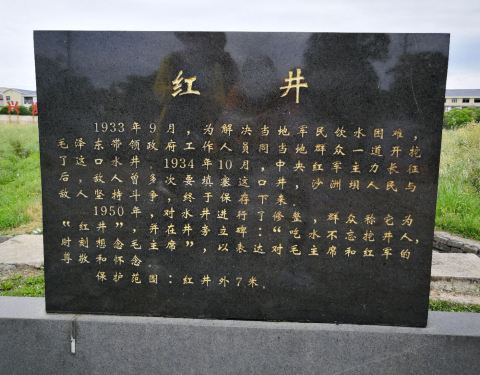 红井
1933年9月,为解决当地军民饮水困难,
毛泽东带领政府工作人员同当地群众一道开挖
了这口水井。1934年10月,中央红军长征
后,敌人曾多次要填塞这口井,沙洲坝人民与
敌坚持斗争,终于保存下来。
1950年,对水井进行了修整,群众称它为
“红井”,并在井旁立碑:“吃水不忘挖井人,
时刻想念毛主席”以表达对毛主席和红军的
尊敬和怀念。
保护范围:红井外7米。